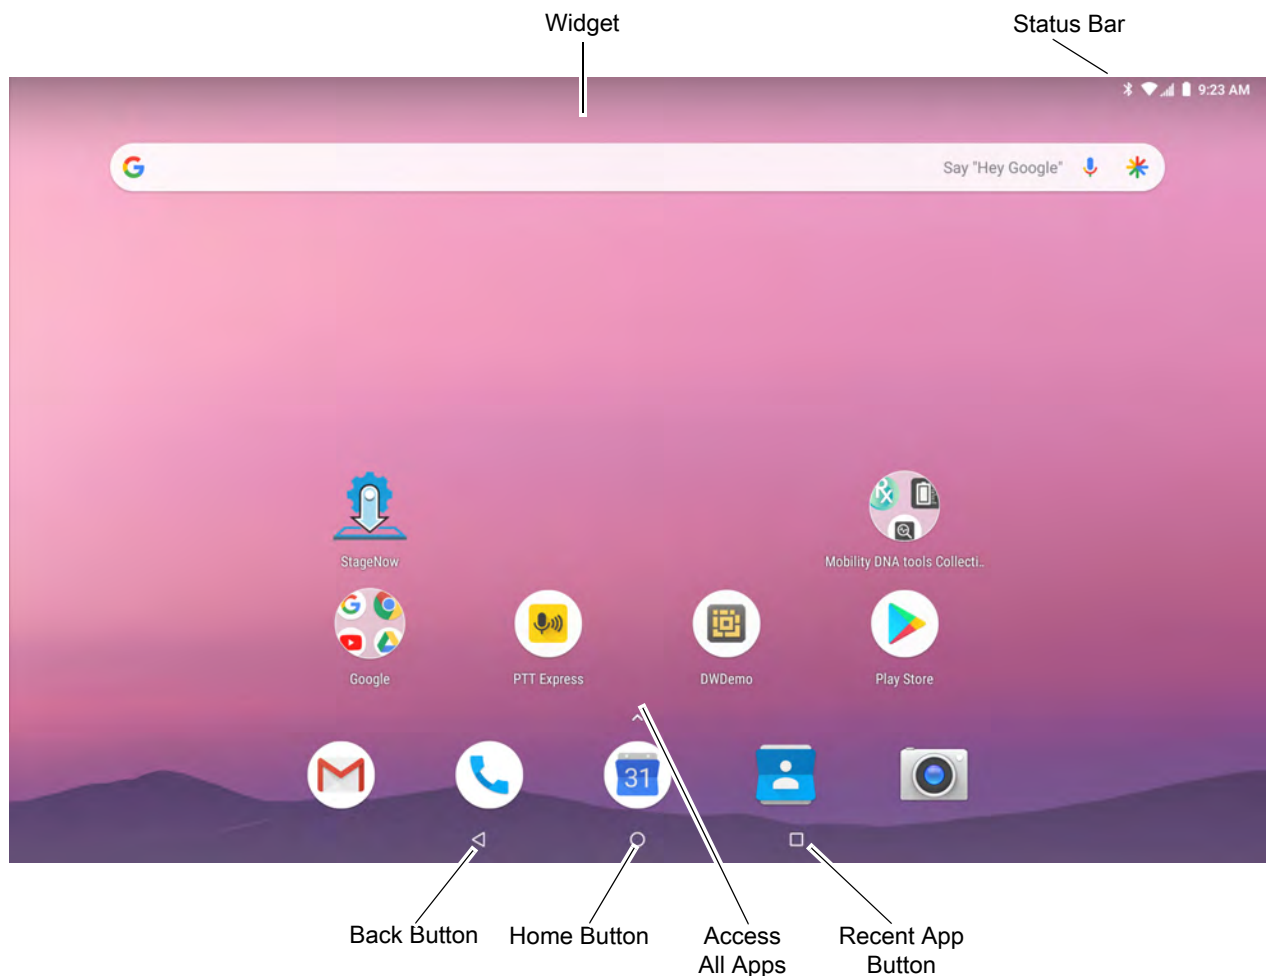 Widget
Status Bar
9:23 AM
Say "Hey Google"
StageNow
Mobility DNA tools Collecti..
Google
PTT Express
DWDemo
Play Store
31
Back Button
Home Button
Access
All Apps
Recent App
Button